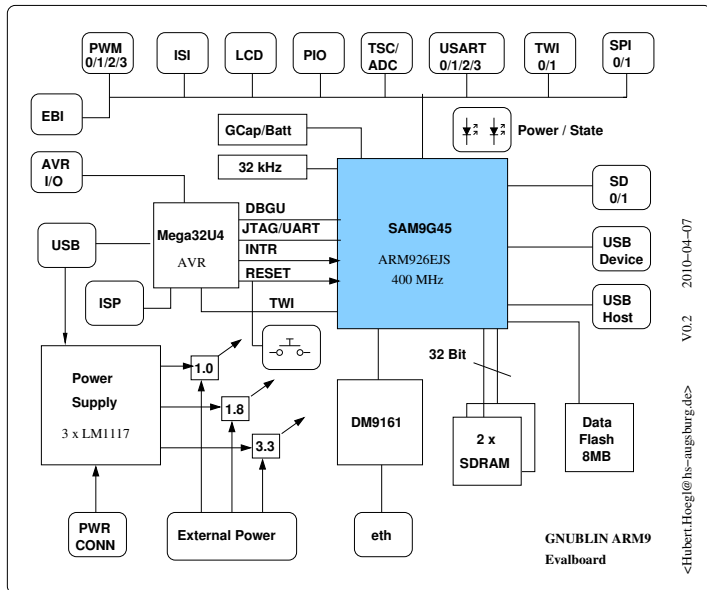 PWM
0/1/2/3
ISI
LCD
PIO
TSC/
ADC
USART
0/1/2/3
TWI
0/1
SPI
0/1
EBI
GCap/Batt
Power / State
32 kHz
AVR
I/O
SD
0/1
DBGU
JTAG/UART
INTR
RESET
TWI
Mega32U4
AVR
SAM9G45
ARM926EJS
400 MHz
USB
USB
Device
ISP
USB
Host
32 Bit
Power
Supply
3 x LM1117
1.0
1.8
3.3
DM9161
2 x
SDRAM
Data
Flash
8MB
PWR
CONN
External Power
eth
GNUBLIN ARM9
Evalboard
<Hubert.Hoegl@hs−augsburg.de> V0.2 2010−04−07